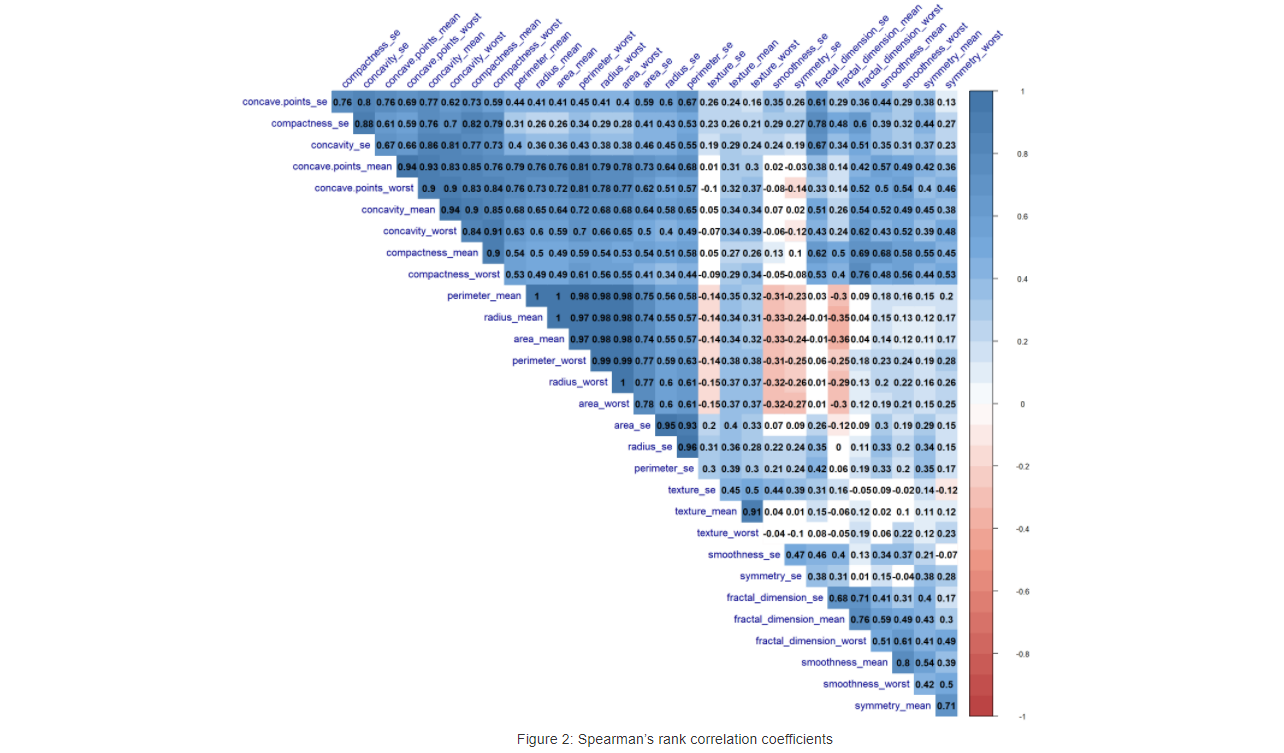 compactness_se
concavity_se
concave.points_mean
concave.points_worst
concavity_mean
concavity_worst
compactness_mean
compactness_worst
perimeter_mean
radius_mean
area_mean
perimeter_worst
radius_worst
area_worst
area_se
radius_se
perimeter_se
texture_se
texture_mean
texture_worst
smoothness_se
symmetry_se
fractal_dimension_se
fractal_dimension_mean
fractal_dimension_worst
smoothness_mean
smoothness_worst
symmetry_mean
symmetry_worst
concave.points_se 0.76 0.8 0.76 0.69 0.77 0.62 0.73 0.59 0.44 0.41 0.41 0.45 0.41 0.4 0.59 0.6 0.67 0.26 0.24 0.16 0.35 0.26 0.61 0.29 0.36 0.44 0.29 0.38 0.13
compactness_se 0.88 0.61 0.59 0.76 0.7 0.82 0.79 0.31 0.26 0.26 0.34 0.29 0.28 0.41 0.43 0.53 0.23 0.26 0.21 0.29 0.27 0.78 0.48 0.6 0.39 0.32 0.44 0.27
concavity_se 0.67 0.66 0.86 0.81 0.77 0.73 0.4 0.36 0.36 0.43 0.38 0.38 0.46 0.45 0.55 0.19 0.29 0.24 0.24 0.19 0.67 0.34 0.51 0.35 0.31 0.37 0.23
concave.points_mean 0.94 0.93 0.83 0.85 0.76 0.79 0.76 0.76 0.81 0.79 0.78 0.73 0.64 0.68 0.01 0.31 0.3 0.02 -0.03 0.38 0.14 0.42 0.57 0.49 0.42 0.36
concave.points_worst 0.9 0.9 0.83 0.84 0.76 0.73 0.72 0.81 0.78 0.77 0.62 0.51 0.57 -0.1 0.32 0.37 -0.08 -0.14 0.33 0.14 0.52 0.5 0.54 0.4 0.46
concavity_mean 0.94 0.9 0.85 0.68 0.65 0.64 0.72 0.68 0.68 0.64 0.58 0.65 0.05 0.34 0.34 0.07 0.02 0.51 0.26 0.54 0.52 0.49 0.45 0.38
concavity_worst 0.84 0.91 0.63 0.6 0.59 0.7 0.66 0.65 0.5 0.4 0.49 -0.07 0.34 0.39 -0.06 -0.12 0.43 0.24 0.62 0.43 0.52 0.39 0.48
compactness_mean 0.9 0.54 0.5 0.49 0.59 0.54 0.53 0.54 0.51 0.58 0.05 0.27 0.26 0.13 0.1 0.62 0.5 0.69 0.68 0.58 0.55 0.45
compactness_worst 0.53 0.49 0.49 0.61 0.56 0.55 0.41 0.34 0.44 -0.09 0.29 0.34 -0.05 -0.08 0.53 0.4 0.76 0.48 0.56 0.44 0.53
perimeter_mean 1 1 0.98 0.98 0.98 0.75 0.56 0.58 -0.14 0.35 0.32 -0.31 -0.23 0.03 -0.3 0.09 0.18 0.16 0.15 0.2
radius_mean 1 0.97 0.98 0.98 0.74 0.55 0.57 -0.14 0.34 0.31 -0.33 -0.24 -0.01 -0.35 0.04 0.15 0.13 0.12 0.17
area_mean 0.97 0.98 0.98 0.74 0.55 0.57 -0.14 0.34 0.32 -0.33 -0.24 -0.01 -0.36 0.04 0.14 0.12 0.11 0.17
perimeter_worst 0.99 0.99 0.77 0.59 0.63 -0.14 0.38 0.38 -0.31 -0.25 0.06 -0.25 0.18 0.23 0.24 0.19 0.28
radius_worst 1 0.77 0.6 0.61 -0.15 0.37 0.37 -0.32 -0.26 0.01 -0.29 0.13 0.2 0.22 0.16 0.26
area_worst 0.78 0.6 0.61 -0.15 0.37 0.37 -0.32 -0.27 0.01 -0.3 0.12 0.19 0.21 0.15 0.25
area_se 0.95 0.93 0.2 0.4 0.33 0.07 0.09 0.26 -0.12 0.09 0.3 0.19 0.29 0.15
radius_se 0.96 0.31 0.36 0.28 0.22 0.24 0.35 0 0.11 0.33 0.2 0.34 0.15
perimeter_se 0.3 0.39 0.3 0.21 0.24 0.42 0.06 0.19 0.33 0.2 0.35 0.17
texture_se 0.45 0.5 0.44 0.39 0.31 0.16 -0.05 0.09 -0.02 0.14 -0.12
texture_mean 0.91 0.04 0.01 0.15 -0.06 0.12 0.02 0.1 0.11 0.12
texture_worst -0.04 -0.1 0.08 -0.05 0.19 0.06 0.22 0.12 0.23
smoothness_se 0.47 0.46 0.4 0.13 0.34 0.37 0.21 -0.07
symmetry_se 0.38 0.31 0.01 0.15 -0.04 0.38 0.28
fractal_dimension_se 0.68 0.71 0.41 0.31 0.4 0.17
fractal_dimension_mean 0.76 0.59 0.49 0.43 0.3
fractal_dimension_worst 0.51 0.61 0.41 0.49
smoothness_mean 0.8 0.54 0.39
smoothness_worst 0.42 0.5
symmetry_mean 0.71
1
0.8
0.6
0.4
0.2
0
-0.2
-0.4
-0.6
-0.8
-1
Figure 2: Spearman’s rank correlation coefficients